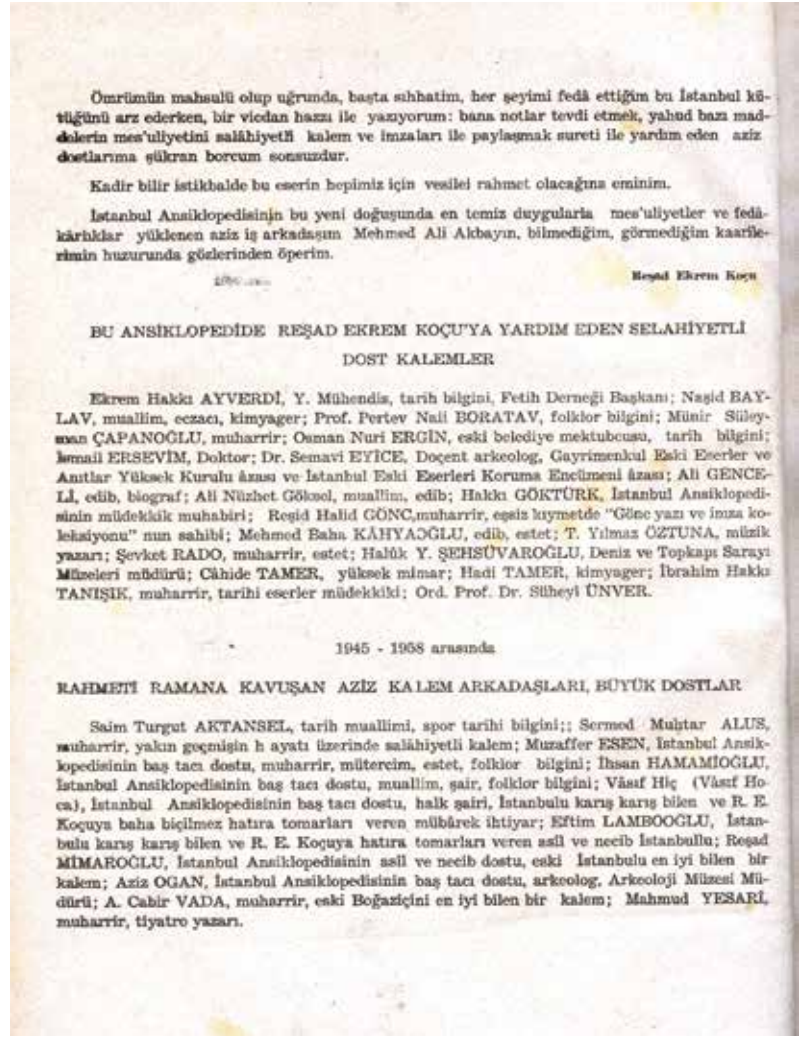 Ömrümün mahsulü olup uğrunda, başta sıhhatim, her şeyimi fedâ ettiğim bu İstanbul kü-
tüğünü arz ederken, bir vicdan hazzı ile yazıyorum: bana notlar tevdi etmek, yahud bazı mad-
delerin mes'uliyetini salâhiyetli kalem ve imzaları ile paylaşmak sureti ile yardım eden aziz
dostlarıma şükran borcum sonsuzdur.
Kadir bilir istikbalde bu eserin hepimiz için vesilei rahmet olacağına eminim.
İstanbul Ansiklopedisinin bu yeni doğuşunda en temiz duygularla mes'uliyetler ve fedâ-
kârlıklar yüklenen aziz iş arkadaşım Mehmed Ali Akbayın, bilmediğim, görmediğim kaarile-
rimin huzurunda gözlerinden öperim.
Reşad Ekrem Koçu
BU ANSİKLOPEDİDE REŞAD EKREM KOÇU'YA YARDIM EDEN SELAHİYETLİ
DOST KALEMLER
Ekrem Hakkı AYVERDİ, Y. Mühendis, tarih bilgini, Fetih Derneği Başkanı; Naşid BAY-
LAV, muallim, eczacı, kimyager; Prof. Pertev Naili BORATAV, folklor bilgini; Münir Süley-
man ÇAPANOĞLU, muharrir; Osman Nuri ERGİN, eski belediye mektubcusu, tarih bilgini;
İsmail ERSEVİM, Doktor; Dr. Semavi EYİCE, Doçent arkeolog, Gayrimenkul Eski Eserler ve
Anıtlar Yüksek Kurulu âzası ve İstanbul Eski Eserleri Koruma Encümeni âzası; Ali GENCE-
Lİ, edib, biograf; Ali Nüzhet Göksel, muallim, edib; Hakkı GÖKTÜRK, İstanbul Ansiklopedi-
sinin müdekkik muhabiri; Reşid Halid GÖNC,muharrir, eşsiz kıymetde "Gönc yazı ve imza ko-
leksiyonu" nun sahibi; Mehmed Baha KÂHYAOĞLU, edib, estet; T. Yılmaz ÖZTUNA, müzik
yazarı; Şevket RADO, muharrir, estet; Halûk Y. ŞEHSÜVAROĞLU, Deniz ve Topkapı Sarayı
Müzeleri müdürü; Câhide TAMER, yüksek mimar; Hadi TAMER, kimyager; İbrahim Hakkı
TANIŞIK, muharrir, tarihi eserler müdekkiki; Ord. Prof. Dr. Süheyl ÜNVER.
1945 - 1958 arasında
RAHMETİ RAMANA KAVUŞAN AZİZ KALEM ARKADAŞLARI, BÜYÜK DOSTLAR
Saim Turgut AKTANSEL, tarih muallimi, spor tarihi bilgini;; Sermed Muhtar ALUS,
muharrir, yakın geçmişin h ayatı üzerinde salâhiyetli kalem; Muzaffer ESEN, İstanbul Ansik-
lopedisinin baş tacı dostu, muharrir, mütercim, estet, folklor bilgini; İhsan HAMAMİOĞLU,
İstanbul Ansiklopedisinin baş tacı dostu, muallim, şair, folklor bilgini; Vâsıf Hiç (Vâsıf Ho-
ca), İstanbul Ansiklopedisinin baş tacı dostu, halk şairi, İstanbulu karış karış bilen ve R. E.
Koçuya baha biçilmez hatıra tomarları veren mübârek ihtiyar; Eftim LAMBOOĞLU, İstan-
bulu karış karış bilen ve R. E. Koçuya hatıra tomarları veren asîl ve necib İstanbullu; Reşad
MİMAROĞLU, İstanbul Ansiklopedisinin asîl ve necib dostu, eski İstanbulu en iyi bilen bir
kalem; Aziz OGAN, İstanbul Ansiklopedisinin baş tacı dostu, arkeolog, Arkeoloji Müzesi Mü-
dürü; A. Cabir VADA, muharrir, eski Boğaziçini en iyi bilen bir kalem; Mahmud YESARİ,
muharrir, tiyatro yazarı.